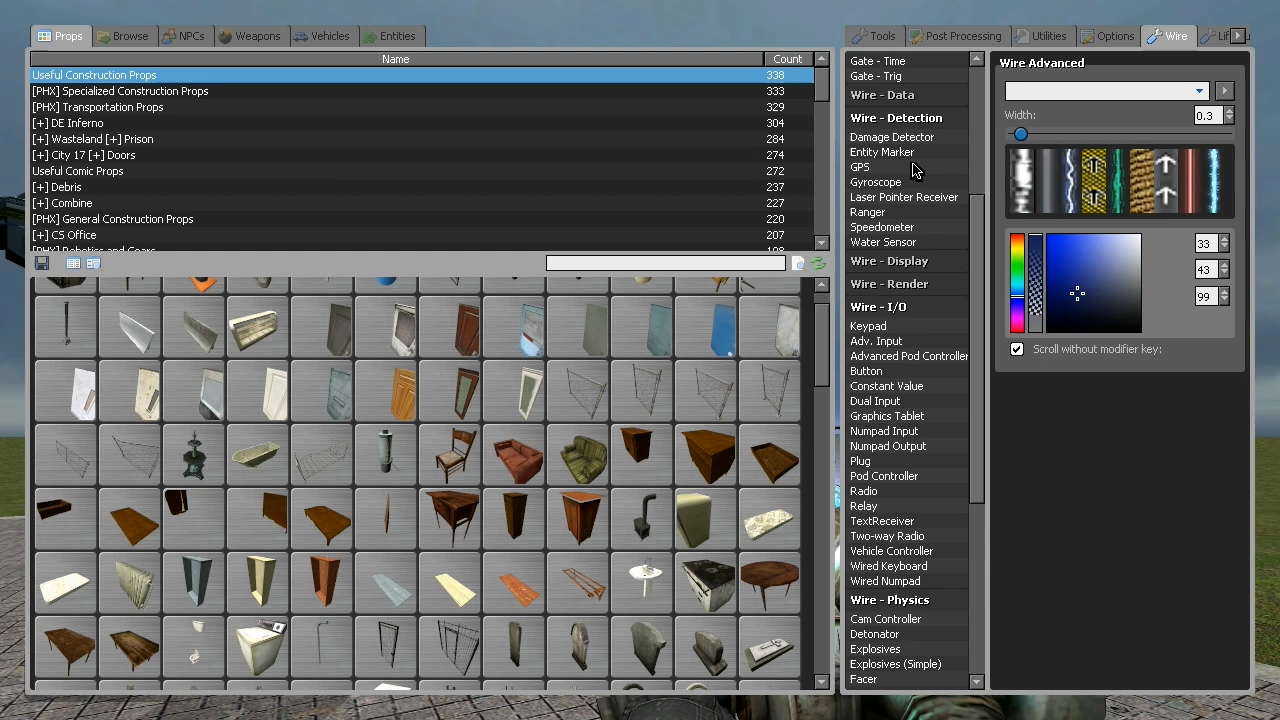 Props Browse NPCs Weapons Vehicles Entities
Name Count
Useful Construction Props 338
[PHX] Specialized Construction Props 333
[PHX] Transportation Props 329
[+] DE Inferno 304
[+] Wasteland [+] Prison 284
[+] City 17 [+] Doors 274
Useful Comic Props 272
[+] Debris 237
[+] Combine 227
[PHX] General Construction Props 220
[+] CS Office 207
[PHX] Robotics and Gears 198
Tools Post Processing Utilities Options Wire
Gate - Time
Gate - Trig
Wire - Data
Wire - Detection
Damage Detector
Entity Marker
GPS
Gyroscope
Laser Pointer Receiver
Ranger
Speedometer
Water Sensor
Wire - Display
Wire - Render
Wire - I/O
Keypad
Adv. Input
Advanced Pod Controller
Button
Constant Value
Dual Input
Graphics Tablet
Numpad Input
Numpad Output
Plug
Pod Controller
Radio
Relay
TextReceiver
Two-way Radio
Vehicle Controller
Wired Keyboard
Wired Numpad
Wire - Physics
Cam Controller
Detonator
Explosives
Explosives (Simple)
Facer
Wire Advanced
Width: 0.3
33
43
99
Scroll without modifier key: